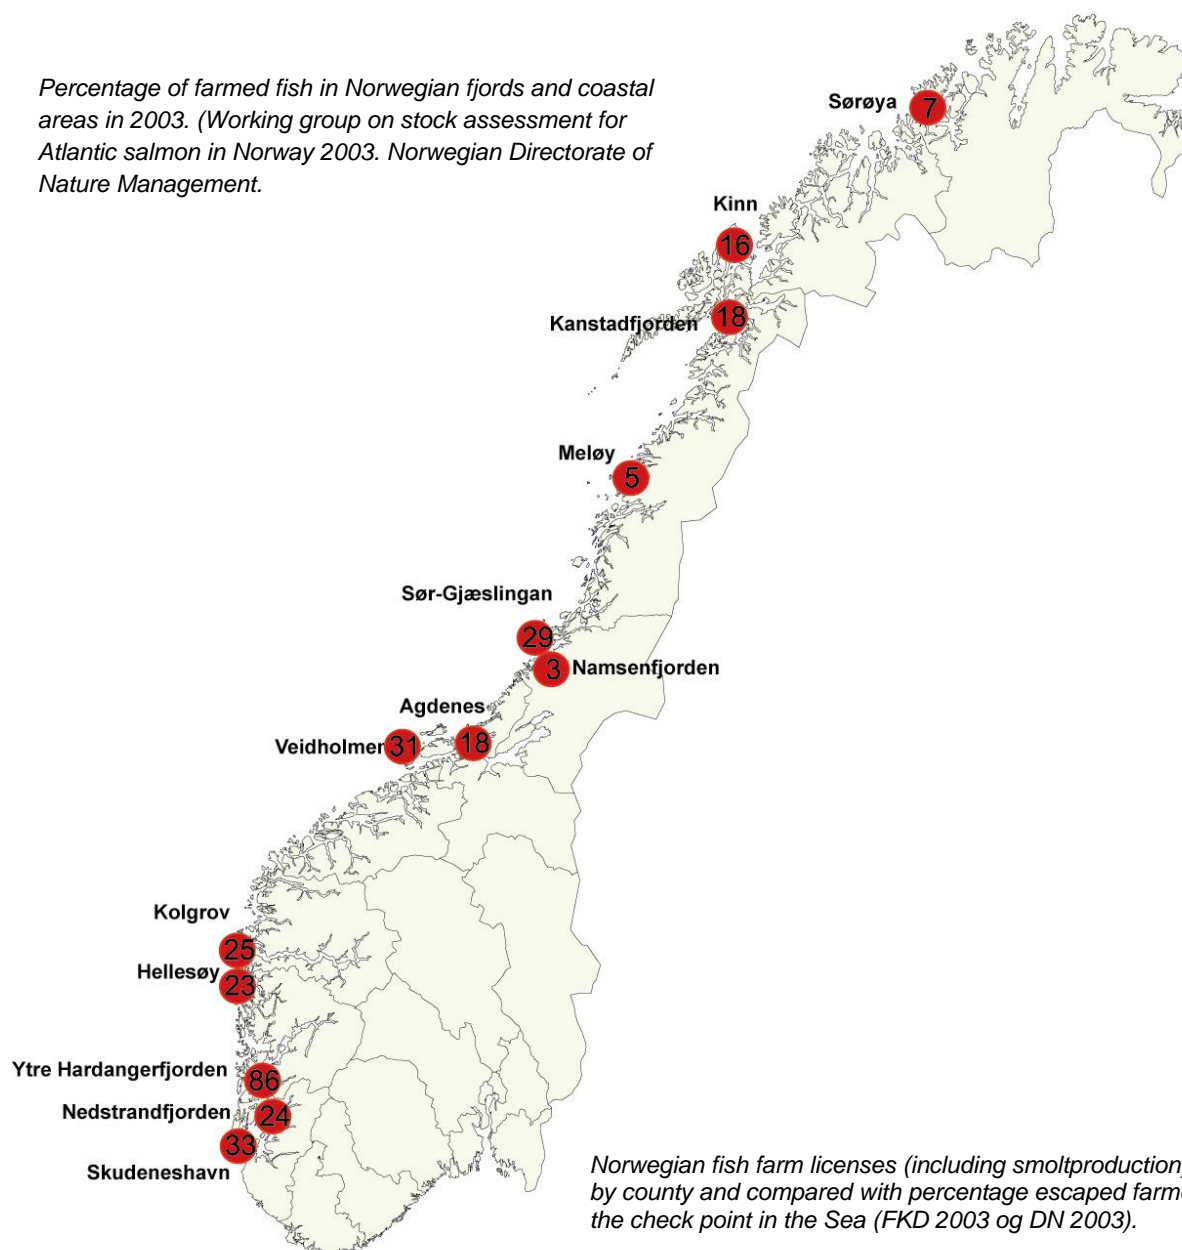 Percentage of farmed fish in Norwegian fjords and coastal
areas in 2003. (Working group on stock assessment for
Atlantic salmon in Norway 2003. Norwegian Directorate of
Nature Management.
Sørøya
7
Kinn
16
Kanstadfjorden
18
Meløy
5
Sør-Gjæslingan
29
3
Namsenfjorden
Agdenes
18
Veidholmer
31
Kolgrov
25
Hellesøy
23
Ytre Hardangerfjorden
86
Nedstrandfjorden
24
33
Skudeneshavn
Norwegian fish farm licenses (including smoltproduction)
by county and compared with percentage escaped farme
the check point in the Sea (FKD 2003 og DN 2003).